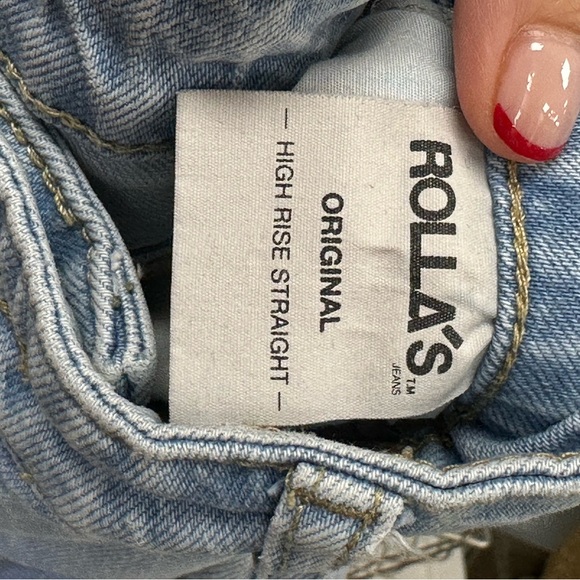 ROLLA'S
JEANS TM
ORIGINAL
— HIGH RISE STRAIGHT —